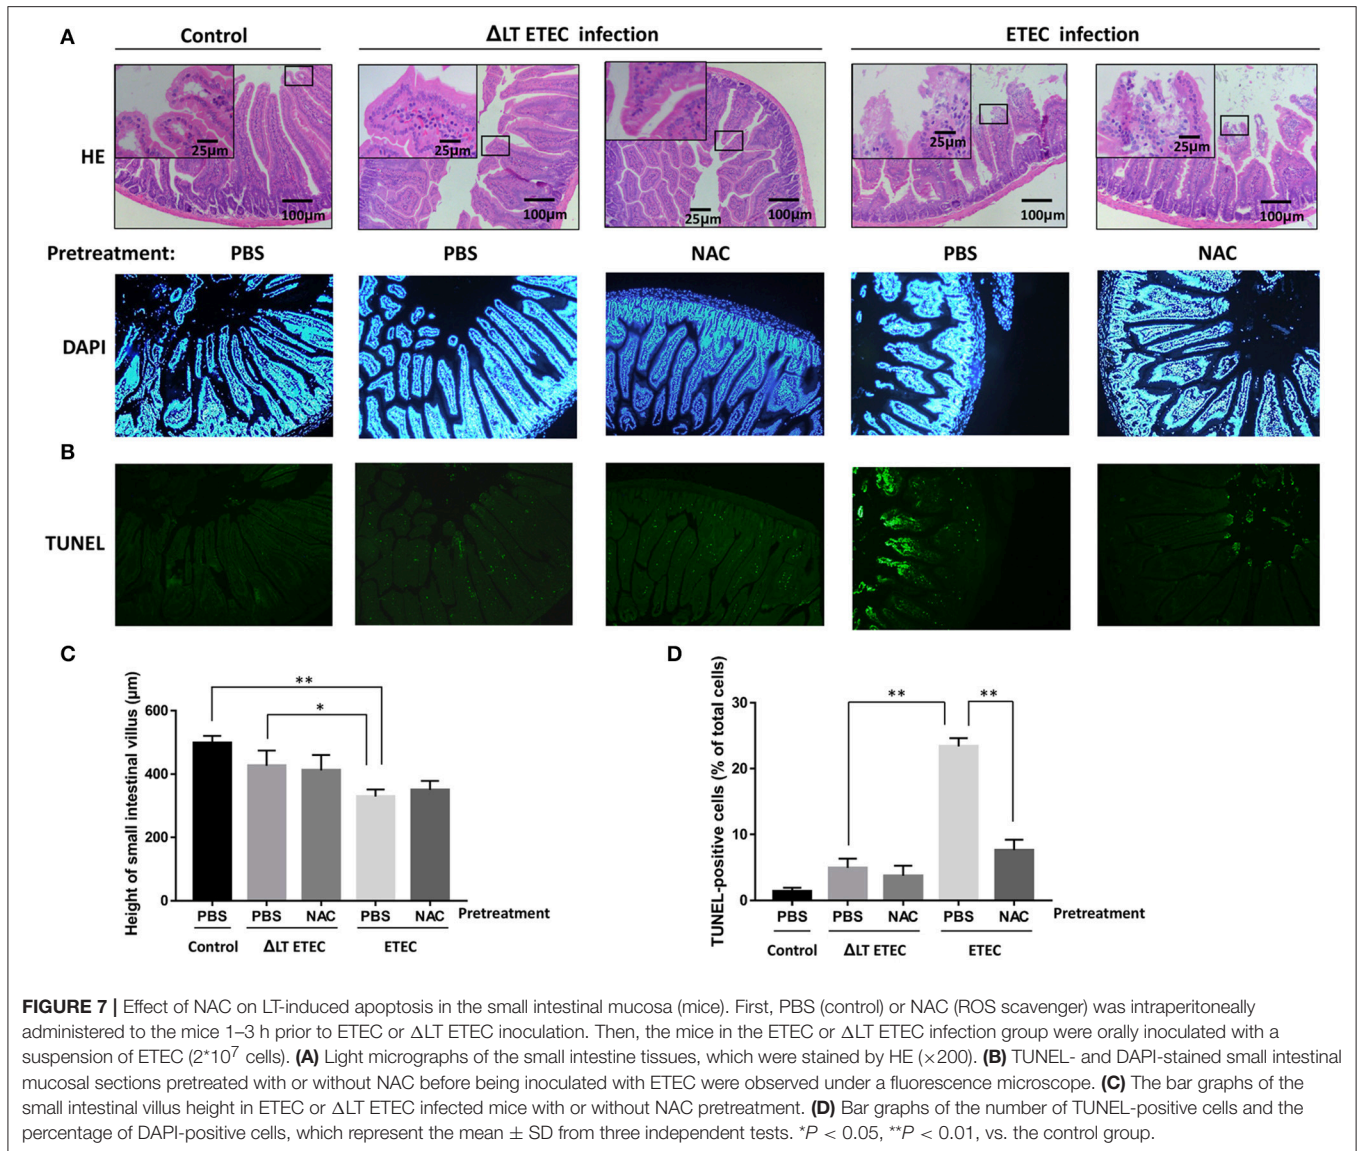 A
Control
ΔLT ETEC infection
ETEC infection
HE
25µm
100µm
25µm
100µm
25µm
100µm
25µm
100µm
25µm
100µm
Pretreatment: PBS PBS NAC PBS NAC
DAPI
B
TUNEL
C
Height of small intestinal villus (µm)
600
400
200
0
**
*
PBS PBS NAC PBS NAC Pretreatment
Control ΔLT ETEC ETEC
D
TUNEL-positive cells (% of total cells)
30
20
10
0
** **
PBS PBS NAC PBS NAC Pretreatment
Control ΔLT ETEC ETEC
FIGURE 7 | Effect of NAC on LT-induced apoptosis in the small intestinal mucosa (mice). First, PBS (control) or NAC (ROS scavenger) was intraperitoneally
administered to the mice 1–3 h prior to ETEC or ΔLT ETEC inoculation. Then, the mice in the ETEC or ΔLT ETEC infection group were orally inoculated with a
suspension of ETEC (2*10⁷ cells). (A) Light micrographs of the small intestine tissues, which were stained by HE (×200). (B) TUNEL- and DAPI-stained small intestinal
mucosal sections pretreated with or without NAC before being inoculated with ETEC were observed under a fluorescence microscope. (C) The bar graphs of the
small intestinal villus height in ETEC or ΔLT ETEC infected mice with or without NAC pretreatment. (D) Bar graphs of the number of TUNEL-positive cells and the
percentage of DAPI-positive cells, which represent the mean ± SD from three independent tests. *P < 0.05, **P < 0.01, vs. the control group.